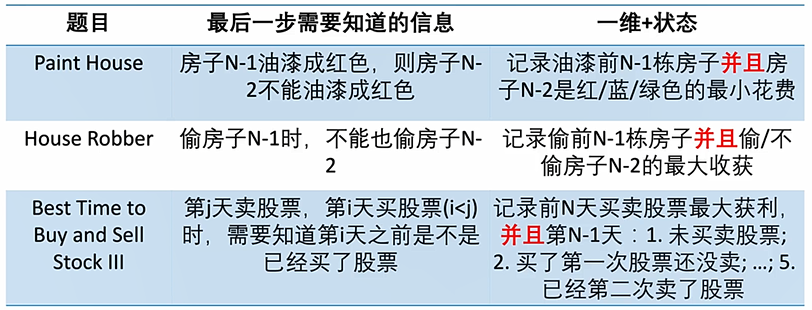 题目
最后一步需要知道的信息
一维+状态
Paint House
房子N-1油漆成红色，则房子N-
2不能油漆成红色
记录油漆前N-1栋房子并且房
子N-2是红/蓝/绿色的最小花费
House Robber
偷房子N-1时，不能也偷房子N-
2
记录偷前N-1栋房子并且偷/不
偷房子N-2的最大收获
Best Time to
Buy and Sell
Stock III
第j天卖股票，第i天买股票(i<j)
时，需要知道第i天之前是不是
已经买了股票
记录前N天买卖股票最大获利，
并且第N-1天：1. 未买卖股票;
2. 买了第一次股票还没卖; ...; 5.
已经第二次卖了股票